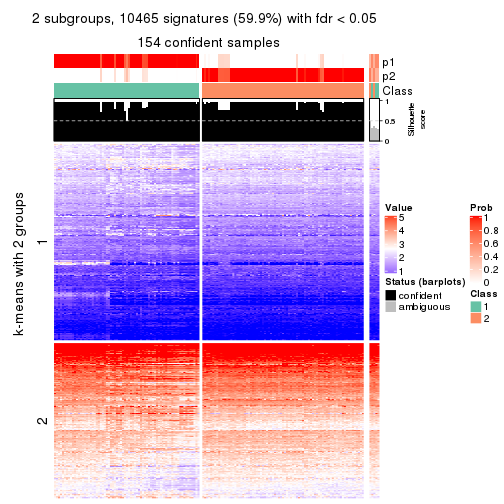 2 subgroups, 10465 signatures (59.9%) with fdr < 0.05
154 confident samples
p1
p2
Class
1
0.5
0
Silhouette
score
k-means with 2 groups
1
2
Value
5
4
3
2
1
Status (barplots)
confident
ambiguous
Prob
1
0.8
0.6
0.4
0.2
0
Class
1
2